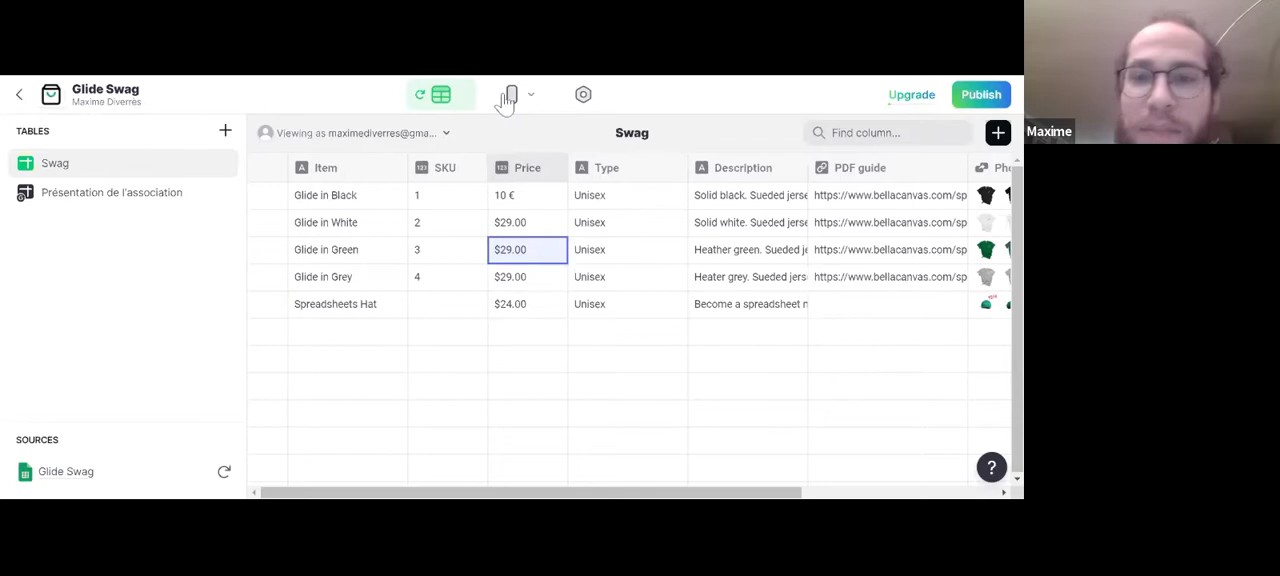 Glide Swag
Maxime Diverrès
Upgrade
Publish
Maxime
TABLES
Swag
Présentation de l'association
SOURCES
Glide Swag
Viewing as maximediverres@gma...
Swag
Find column...
Item SKU Price Type Description PDF guide Pho
Glide in Black 1 10 € Unisex Solid black. Sueded jerse https://www.bellacanvas.com/sp
Glide in White 2 $29.00 Unisex Solid white. Sueded jerse https://www.bellacanvas.com/sp
Glide in Green 3 $29.00 Unisex Heather green. Sueded je https://www.bellacanvas.com/sp
Glide in Grey 4 $29.00 Unisex Heater grey. Sueded jers https://www.bellacanvas.com/sp
Spreadsheets Hat $24.00 Unisex Become a spreadsheet n
?